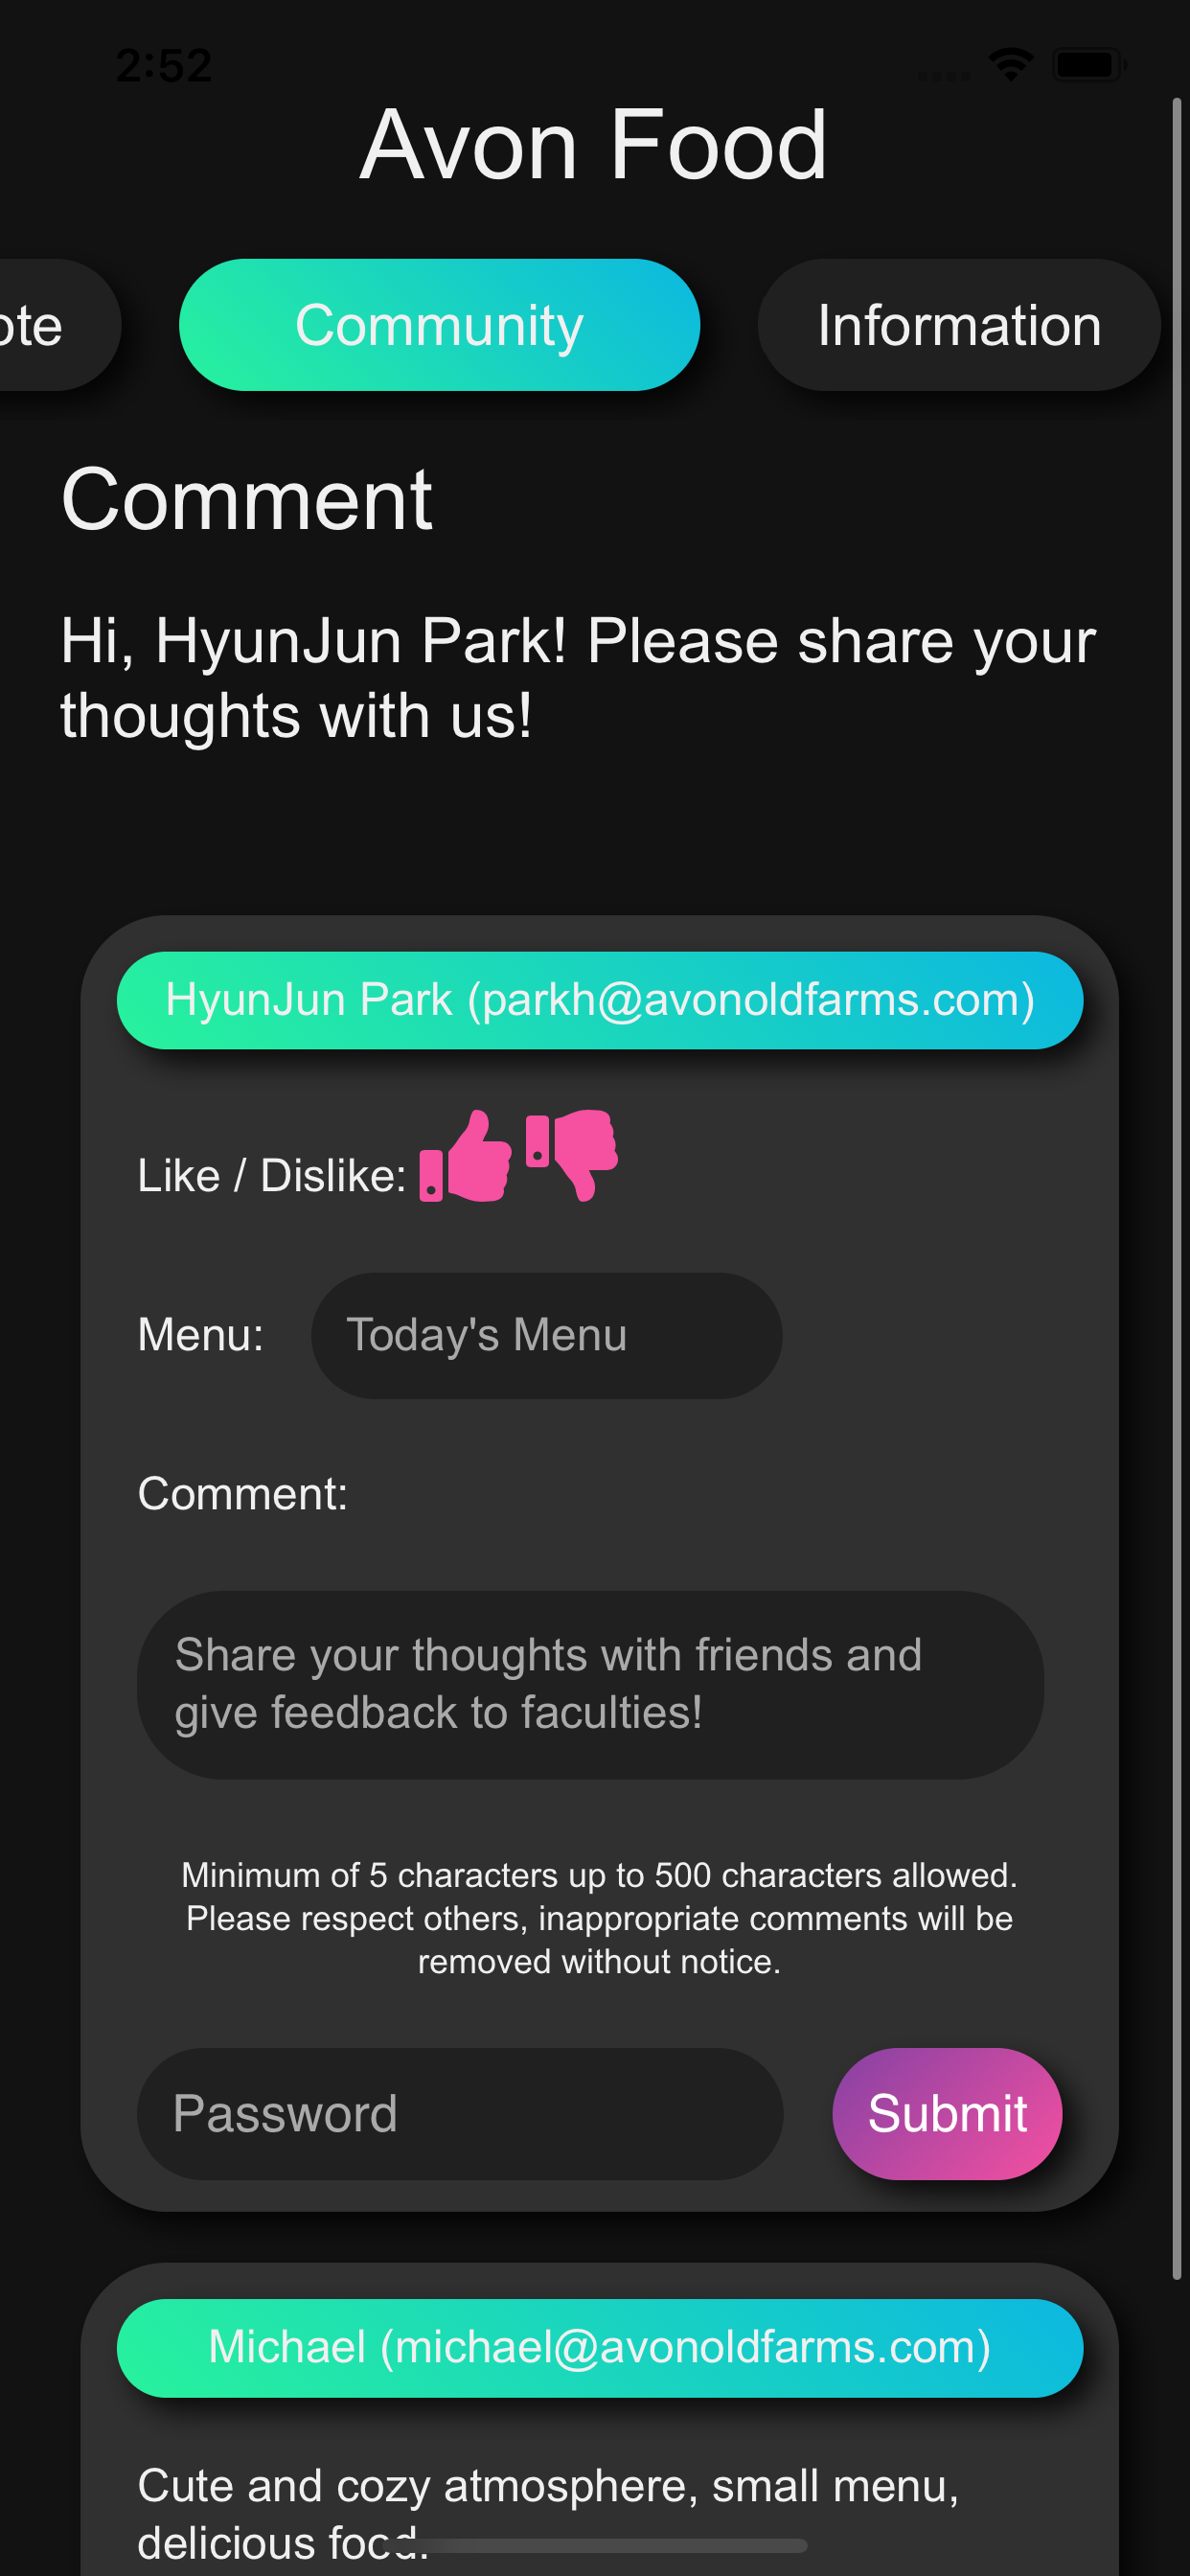 2:52
Avon Food
ote
Community
Information
Comment
Hi, HyunJun Park! Please share your
thoughts with us!
HyunJun Park (parkh@avonoldfarms.com)
Like / Dislike:
Menu:
Today's Menu
Comment:
Share your thoughts with friends and
give feedback to faculties!
Minimum of 5 characters up to 500 characters allowed.
Please respect others, inappropriate comments will be
removed without notice.
Password
Submit
Michael (michael@avonoldfarms.com)
Cute and cozy atmosphere, small menu,
delicious food.